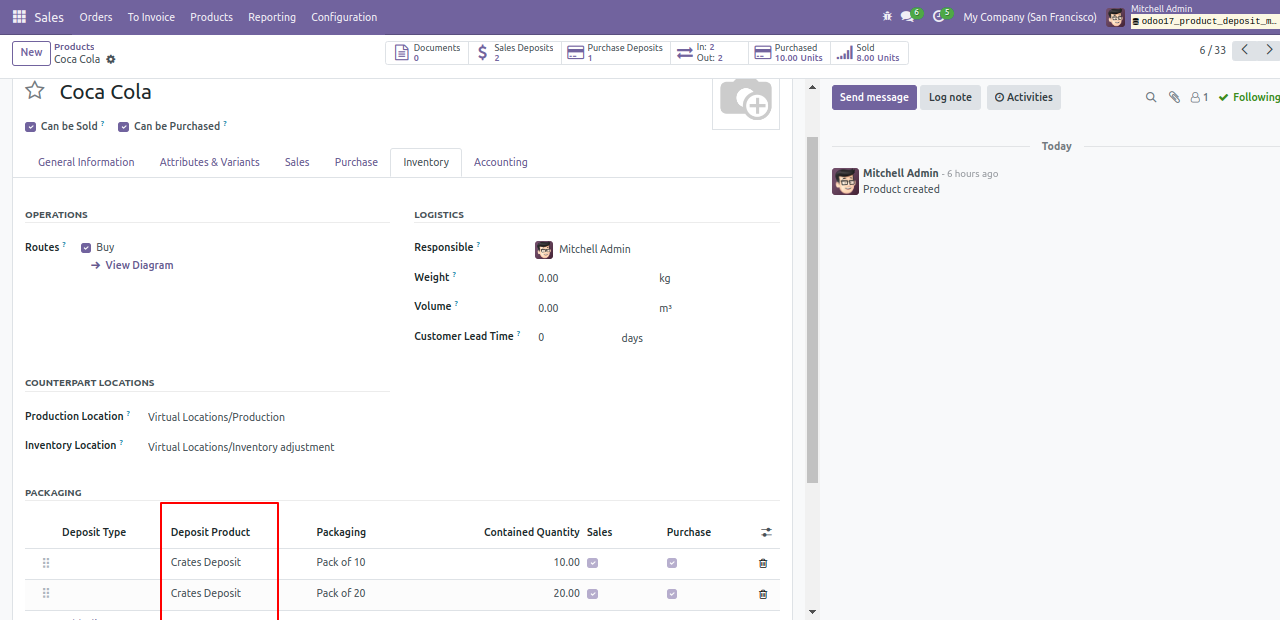 Sales Orders To Invoice Products Reporting Configuration 6 5 My Company (San Francisco) Mitchell Admin
odoo17_product_deposit_m...
New Products
Coca Cola
Documents 0
Sales Deposits 2
Purchase Deposits 1
In: 2
Out: 2
Purchased 10.00 Units
Sold 8.00 Units
6 / 33
Coca Cola
Can be Sold ? Can be Purchased ?
General Information Attributes & Variants Sales Purchase Inventory Accounting
OPERATIONS
Routes ? Buy
View Diagram
LOGISTICS
Responsible ? Mitchell Admin
Weight ? 0.00 kg
Volume ? 0.00 m³
Customer Lead Time ? 0 days
COUNTERPART LOCATIONS
Production Location ? Virtual Locations/Production
Inventory Location ? Virtual Locations/Inventory adjustment
PACKAGING
Deposit Type Deposit Product Packaging Contained Quantity Sales Purchase
Crates Deposit Pack of 10 10.00
Crates Deposit Pack of 20 20.00
Send message Log note Activities 1 Following
Today
Mitchell Admin - 6 hours ago
Product created